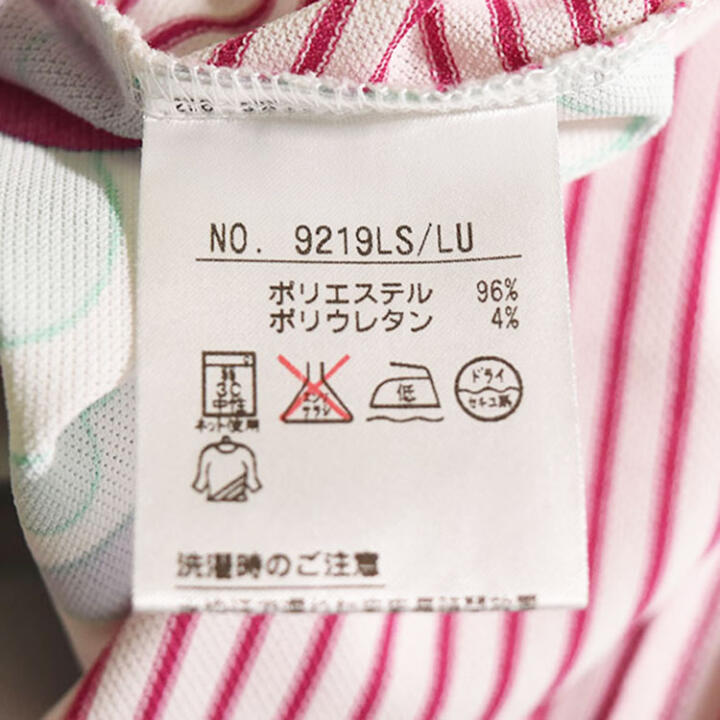 NO. 9219LS/LU
ポリエステル 96%
ポリウレタン 4%
弱
3C
中性
ネット使用
エンソ
サラシ
低
ドライ
セキユ系
洗濯時のご注意